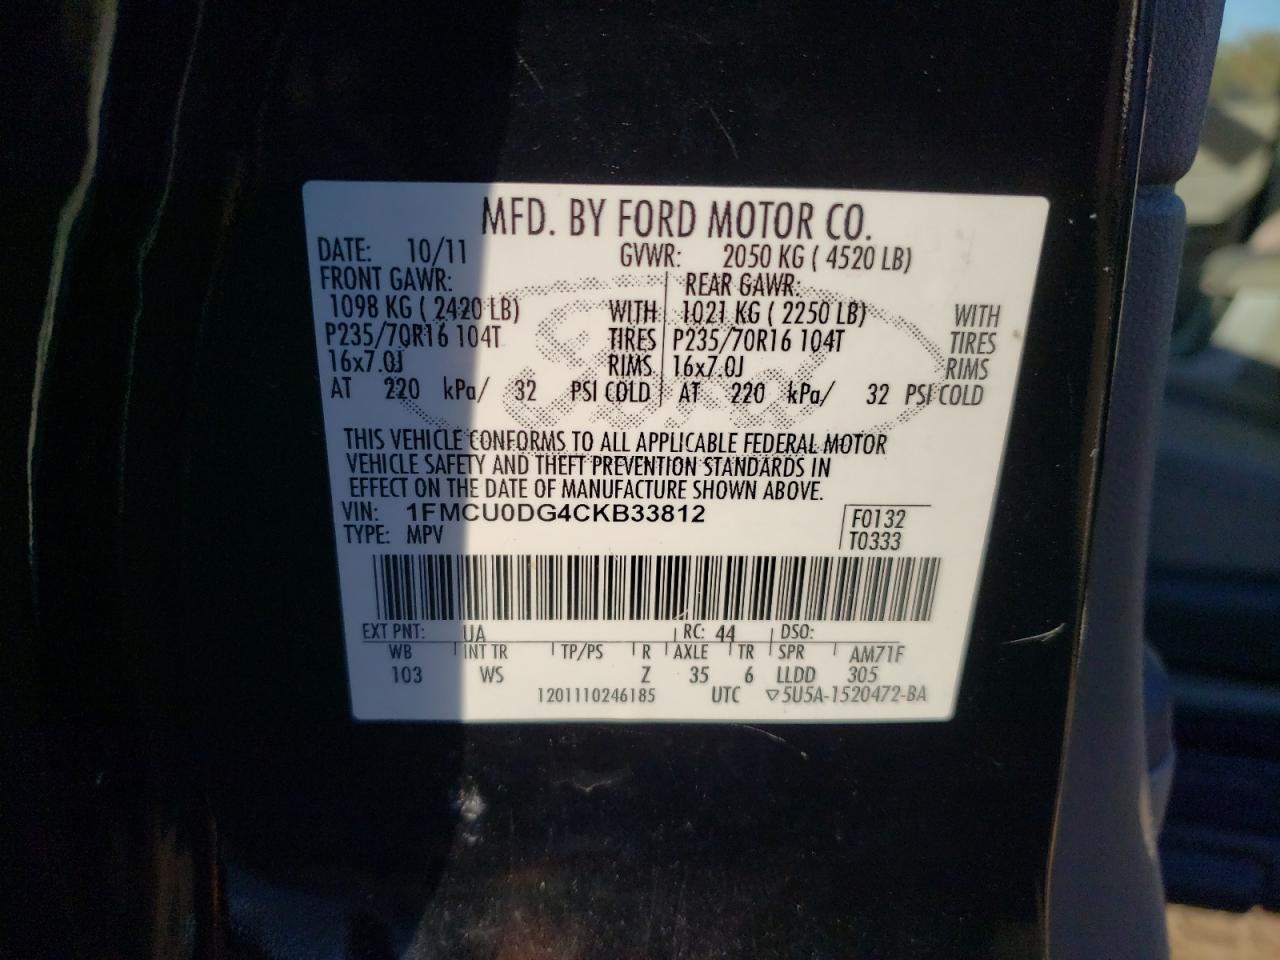 MFD. BY FORD MOTOR CO.
DATE: 10/11 GVWR: 2050 KG ( 4520 LB)
FRONT GAWR: REAR GAWR:
1098 KG ( 2420 LB) WITH 1021 KG ( 2250 LB) WITH
P235/70R16 104T TIRES P235/70R16 104T TIRES
16x7.0J RIMS 16x7.0J RIMS
AT 220 kPa/ 32 PSI COLD AT 220 kPa/ 32 PSI COLD
THIS VEHICLE CONFORMS TO ALL APPLICABLE FEDERAL MOTOR
VEHICLE SAFETY AND THEFT PREVENTION STANDARDS IN
EFFECT ON THE DATE OF MANUFACTURE SHOWN ABOVE.
VIN: 1FMCU0DG4CKB33812 F0132
TYPE: MPV T0333
EXT PNT: UA RC: 44 DSO:
WB INT TR TP/PS R AXLE TR SPR AM71F
103 WS Z 35 6 LLDD 305
1201110246185 UTC ▽5U5A-1520472-BA